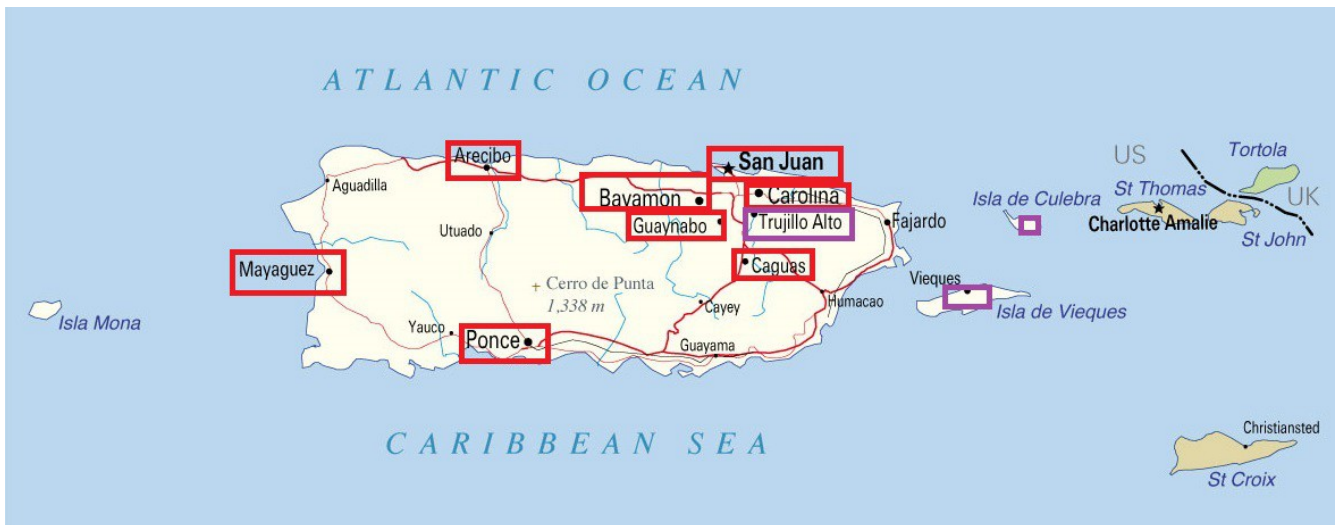 ATLANTIC OCEAN
Arecibo
San Juan
US
Tortola
Aguadilla
Bayamon
Carolina
Isla de Culebra
St Thomas
UK
Guaynabo
Trujillo Alto
Fajardo
Charlotte Amalie
Utuado
St John
Mayaguez
Caguas
Cerro de Punta
1,338 m
Vieques
Cayey
Humacao
Isla de Vieques
Isla Mona
Yauco
Ponce
Guayama
CARIBBEAN SEA
Christiansted
St Croix